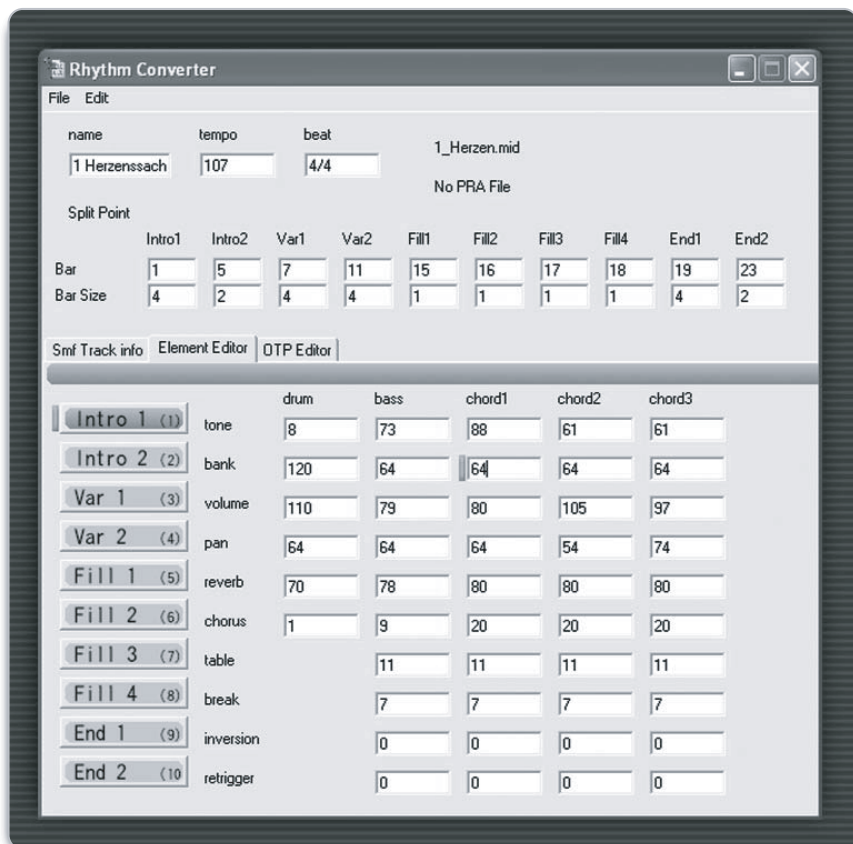 Rhythm Converter
File Edit
name tempo beat
1_Herzen.mid
1 Herzenssach 107 4/4
No PRA File
Split Point
Intro1 Intro2 Var1 Var2 Fill1 Fill2 Fill3 Fill4 End1 End2
Bar 1 5 7 11 15 16 17 18 19 23
Bar Size 4 2 4 4 1 1 1 1 4 2
Smf Track info Element Editor OTP Editor
drum bass chord1 chord2 chord3
Intro 1 (1) tone 8 73 88 61 61
Intro 2 (2) bank 120 64 64 64 64
Var 1 (3) volume 110 79 80 105 97
Var 2 (4) pan 64 64 64 54 74
Fill 1 (5) reverb 70 78 80 80 80
Fill 2 (6) chorus 1 9 20 20 20
Fill 3 (7) table 11 11 11 11
Fill 4 (8) break 7 7 7 7
End 1 (9) inversion 0 0 0 0
End 2 (10 retrigger 0 0 0 0